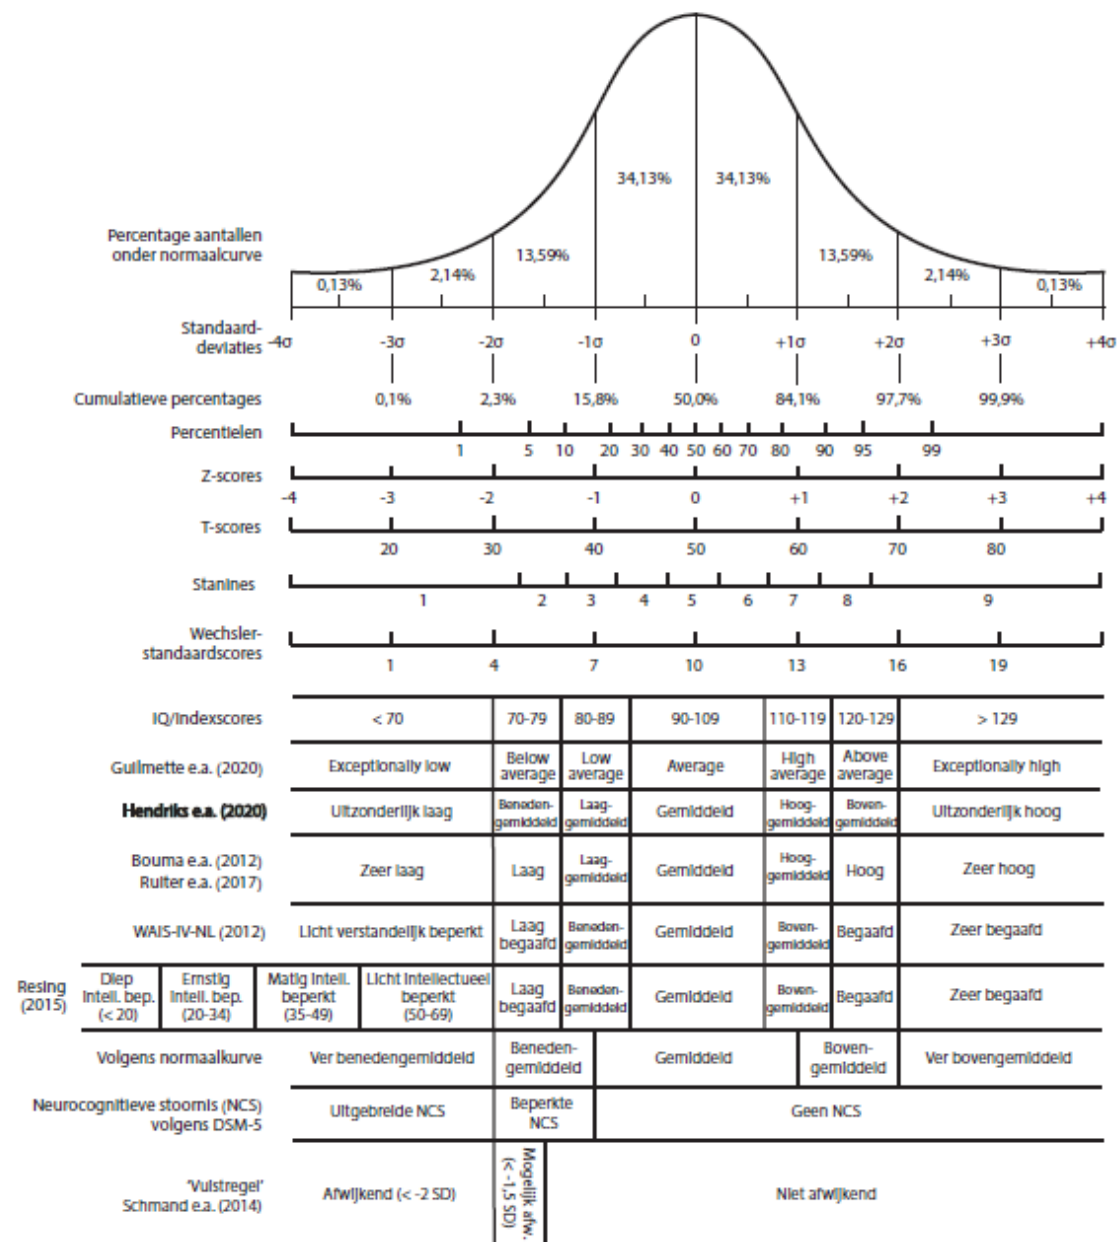 34,13% 34,13%
Percentage aantallen
onder normaalcurve
13,59% 13,59%
0,13% 2,14% 2,14% 0,13%
Standaard-
deviaties
-4σ -3σ -2σ -1σ 0 +1σ +2σ +3σ +4σ
Cumulatieve percentages 0,1% 2,3% 15,8% 50,0% 84,1% 97,7% 99,9%
Percentielen
1 5 10 20 30 40 50 60 70 80 90 95 99
Z-scores
-4 -3 -2 -1 0 +1 +2 +3 +4
T-scores
20 30 40 50 60 70 80
Stanines
1 2 3 4 5 6 7 8 9
Wechsler-
standaardscores
1 4 7 10 13 16 19
IQ/Indexscores < 70 70-79 80-89 90-109 110-119 120-129 > 129
Guilmette e.a. (2020) Exceptionally low Below average Low average Average High average Above average Exceptionally high
Hendriks e.a. (2020) Uitzonderlijk laag Beneden-gemiddeld Laag-gemiddeld Gemiddeld Hoog-gemiddeld Boven-gemiddeld Uitzonderlijk hoog
Bouma e.a. (2012)
Ruiter e.a. (2017)
Zeer laag Laag Laag-gemiddeld Gemiddeld Hoog-gemiddeld Hoog Zeer hoog
WAIS-IV-NL (2012) Licht verstandelijk beperkt Laag begaafd Beneden-gemiddeld Gemiddeld Boven-gemiddeld Begaafd Zeer begaafd
Resing
(2015)
Diep Intell. bep. (< 20) Ernstig Intell. bep. (20-34) Matig Intell. beperkt (35-49) Licht Intellectueel beperkt (50-69) Laag begaafd Beneden-gemiddeld Gemiddeld Boven-gemiddeld Begaafd Zeer begaafd
Volgens normaalkurve Ver benedengemiddeld Beneden-gemiddeld Gemiddeld Boven-gemiddeld Ver bovengemiddeld
Neurocognitieve stoornis (NCS)
volgens DSM-5
Uitgebreide NCS Beperkte NCS Geen NCS
'Vuistregel'
Schmand e.a. (2014)
Afwijkend (< -2 SD) Mogelijk afw. (< -1,5 SD) Niet afwijkend